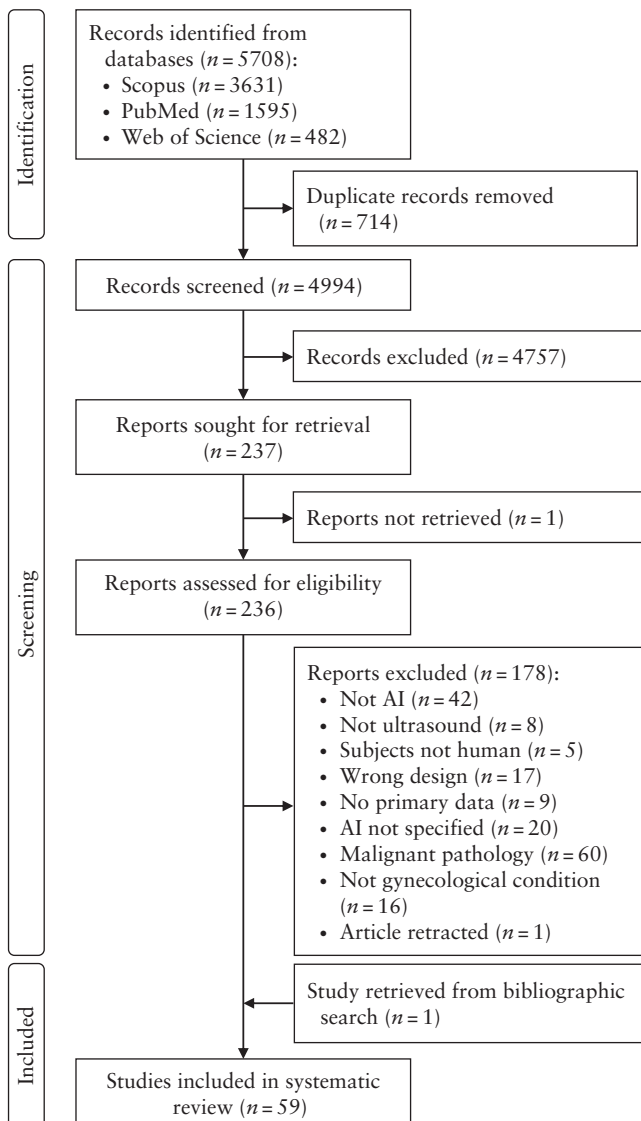 Identification
Records identified from
databases (n = 5708):
• Scopus (n = 3631)
• PubMed (n = 1595)
• Web of Science (n = 482)
Duplicate records removed
(n = 714)
Screening
Records screened (n = 4994)
Records excluded (n = 4757)
Reports sought for retrieval
(n = 237)
Reports not retrieved (n = 1)
Reports assessed for eligibility
(n = 236)
Reports excluded (n = 178):
• Not AI (n = 42)
• Not ultrasound (n = 8)
• Subjects not human (n = 5)
• Wrong design (n = 17)
• No primary data (n = 9)
• AI not specified (n = 20)
• Malignant pathology (n = 60)
• Not gynecological condition
(n = 16)
• Article retracted (n = 1)
Included
Study retrieved from bibliographic
search (n = 1)
Studies included in systematic
review (n = 59)